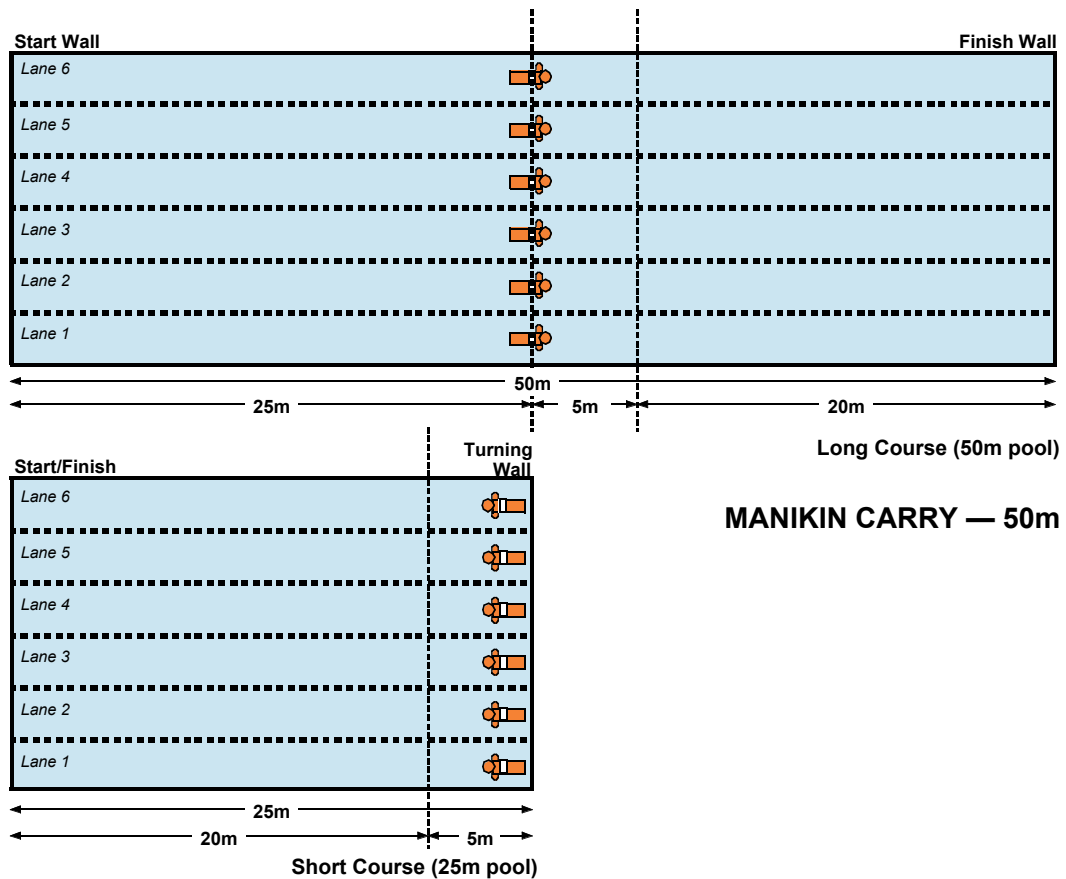 Start Wall
Finish Wall
Lane 6
Lane 5
Lane 4
Lane 3
Lane 2
Lane 1
50m
25m
5m
20m
Long Course (50m pool)
MANIKIN CARRY — 50m
Start/Finish
Turning
Wall
Lane 6
Lane 5
Lane 4
Lane 3
Lane 2
Lane 1
25m
20m
5m
Short Course (25m pool)